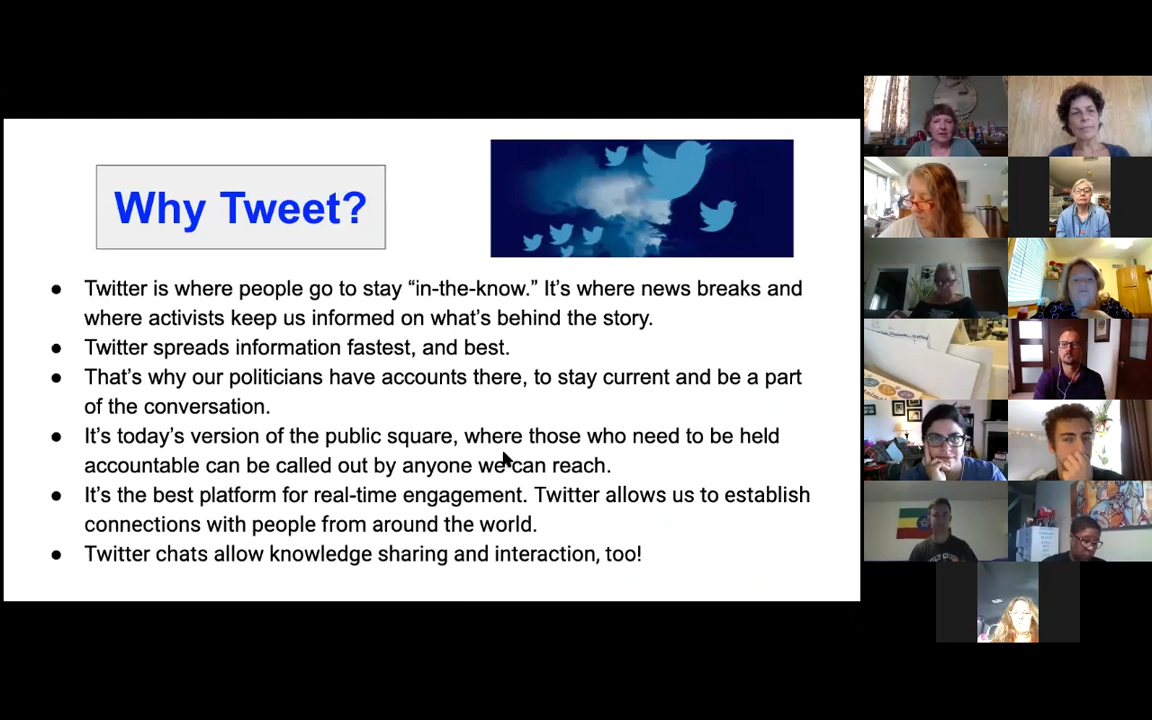 Why Tweet?
● Twitter is where people go to stay “in-the-know.” It’s where news breaks and
where activists keep us informed on what’s behind the story.
● Twitter spreads information fastest, and best.
● That’s why our politicians have accounts there, to stay current and be a part
of the conversation.
● It’s today’s version of the public square, where those who need to be held
accountable can be called out by anyone we can reach.
● It’s the best platform for real-time engagement. Twitter allows us to establish
connections with people from around the world.
● Twitter chats allow knowledge sharing and interaction, too!